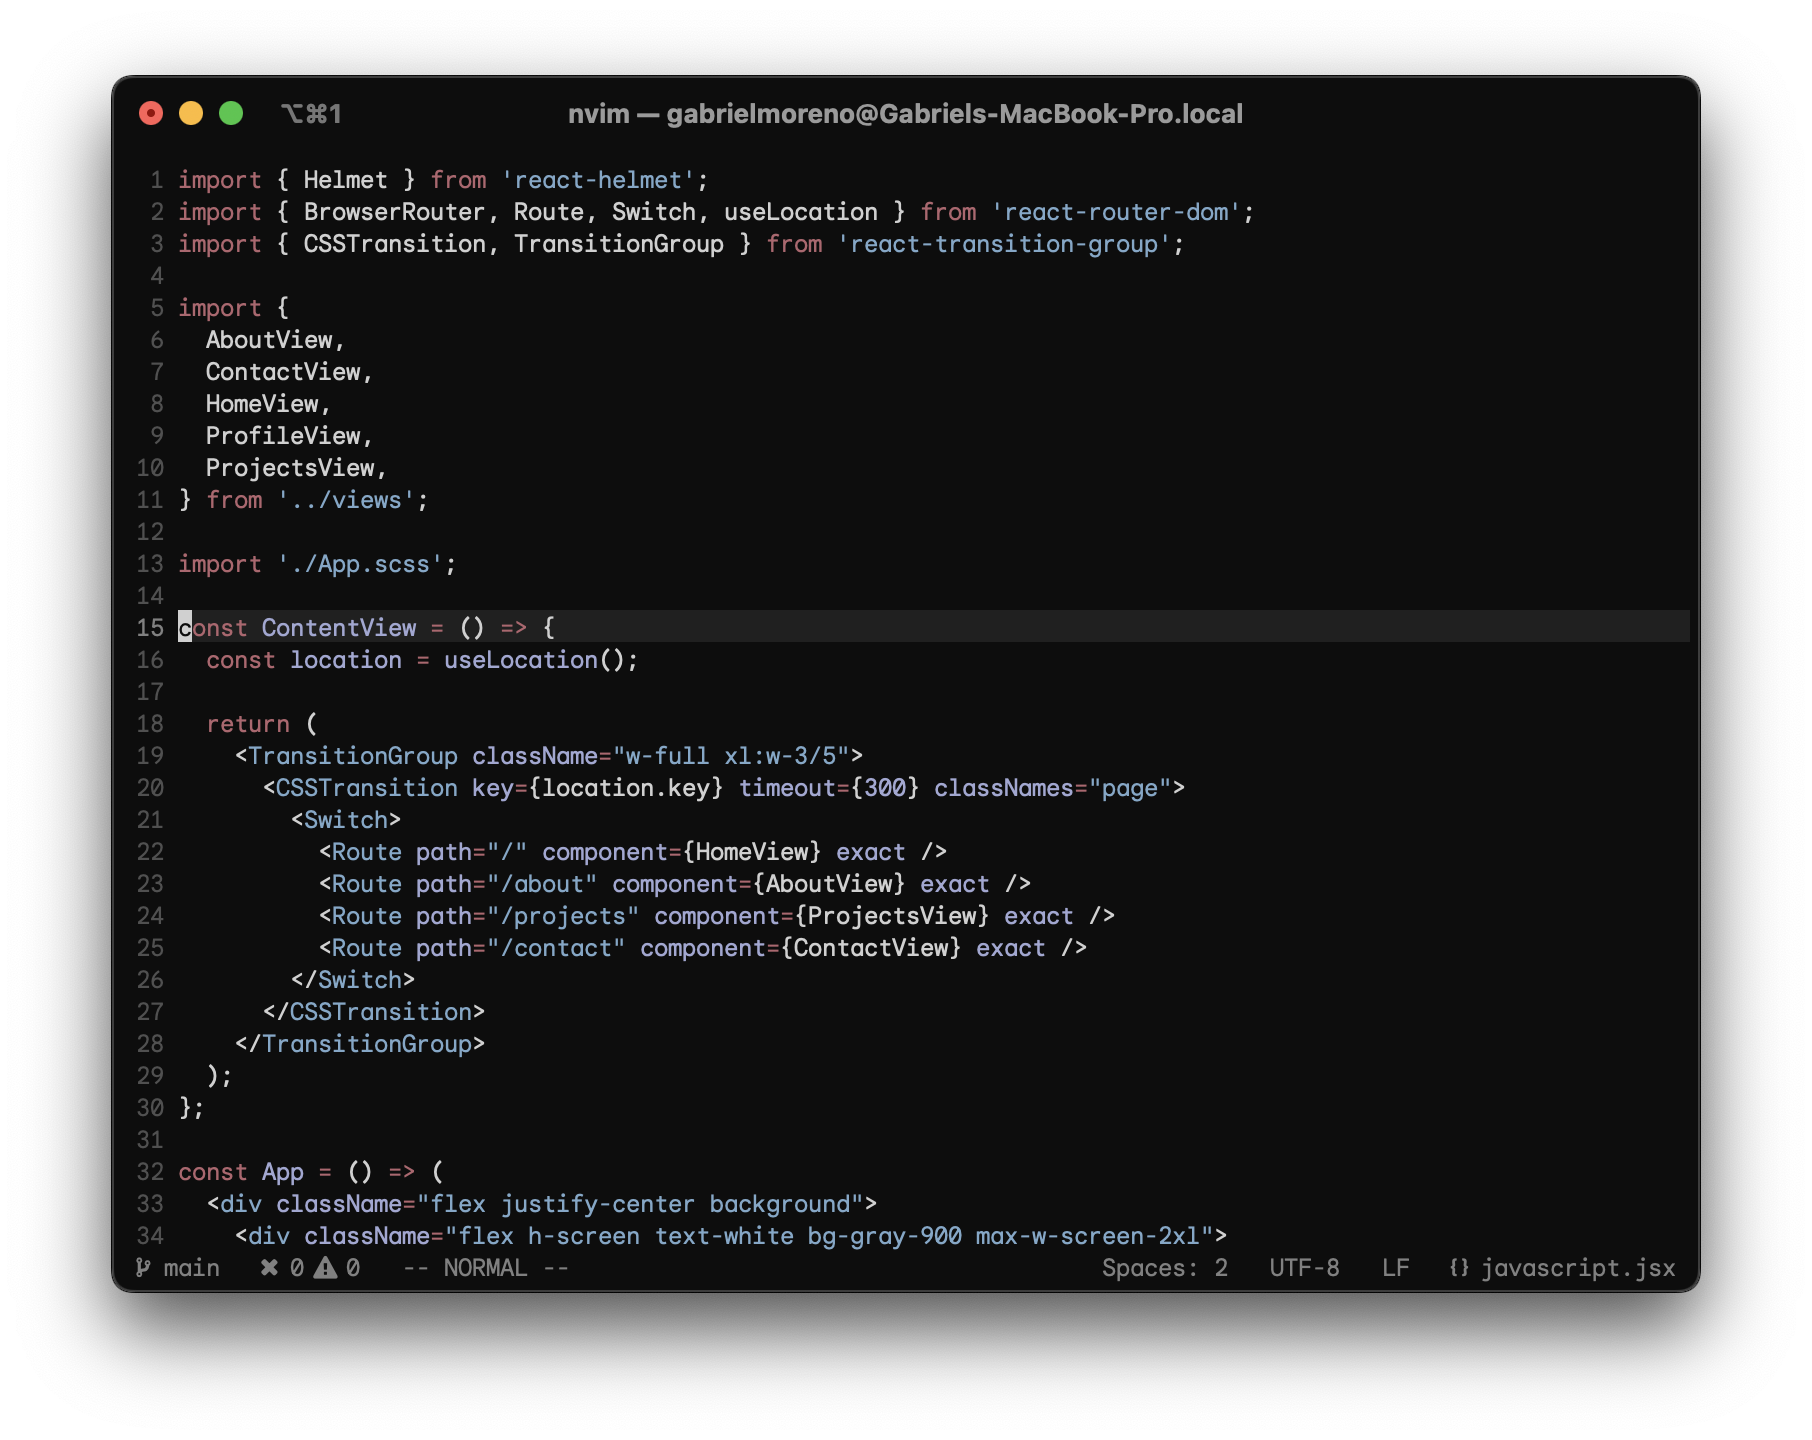 ⌥⌘1 nvim — gabrielmoreno@Gabriels-MacBook-Pro.local
1 import { Helmet } from 'react-helmet';
2 import { BrowserRouter, Route, Switch, useLocation } from 'react-router-dom';
3 import { CSSTransition, TransitionGroup } from 'react-transition-group';
4
5 import {
6   AboutView,
7   ContactView,
8   HomeView,
9   ProfileView,
10   ProjectsView,
11 } from '../views';
12
13 import './App.scss';
14
15 const ContentView = () => {
16   const location = useLocation();
17
18   return (
19     <TransitionGroup className="w-full xl:w-3/5">
20       <CSSTransition key={location.key} timeout={300} classNames="page">
21         <Switch>
22           <Route path="/" component={HomeView} exact />
23           <Route path="/about" component={AboutView} exact />
24           <Route path="/projects" component={ProjectsView} exact />
25           <Route path="/contact" component={ContactView} exact />
26         </Switch>
27       </CSSTransition>
28     </TransitionGroup>
29   );
30 };
31
32 const App = () => (
33   <div className="flex justify-center background">
34     <div className="flex h-screen text-white bg-gray-900 max-w-screen-2xl">
main ✖ 0 ⚠ 0 -- NORMAL -- Spaces: 2 UTF-8 LF {} javascript.jsx